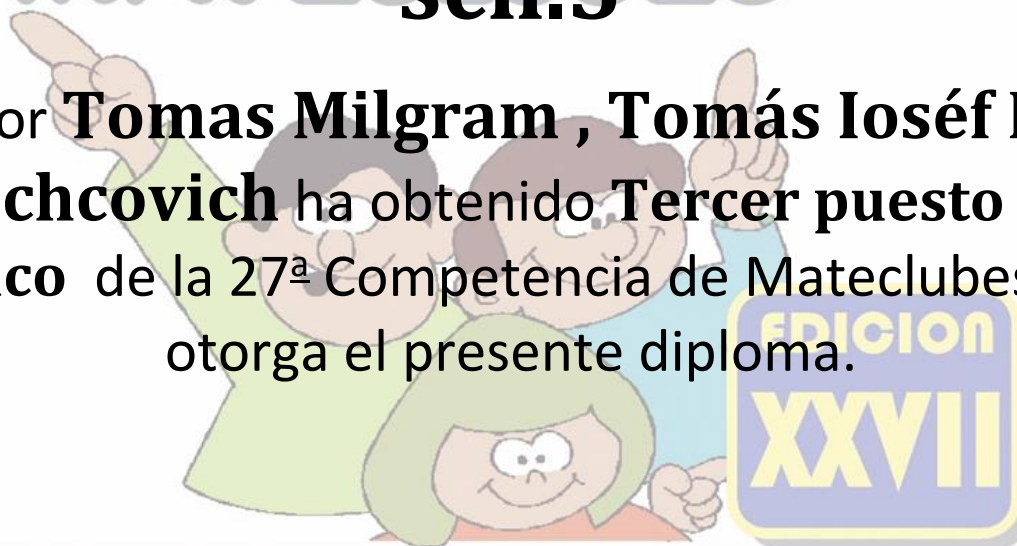 or Tomas Milgram , Tomás Ioséf
chcovich ha obtenido Tercer puesto
co de la 27ª Competencia de Mateclubes
otorga el presente diploma.
EDICION
XXVII